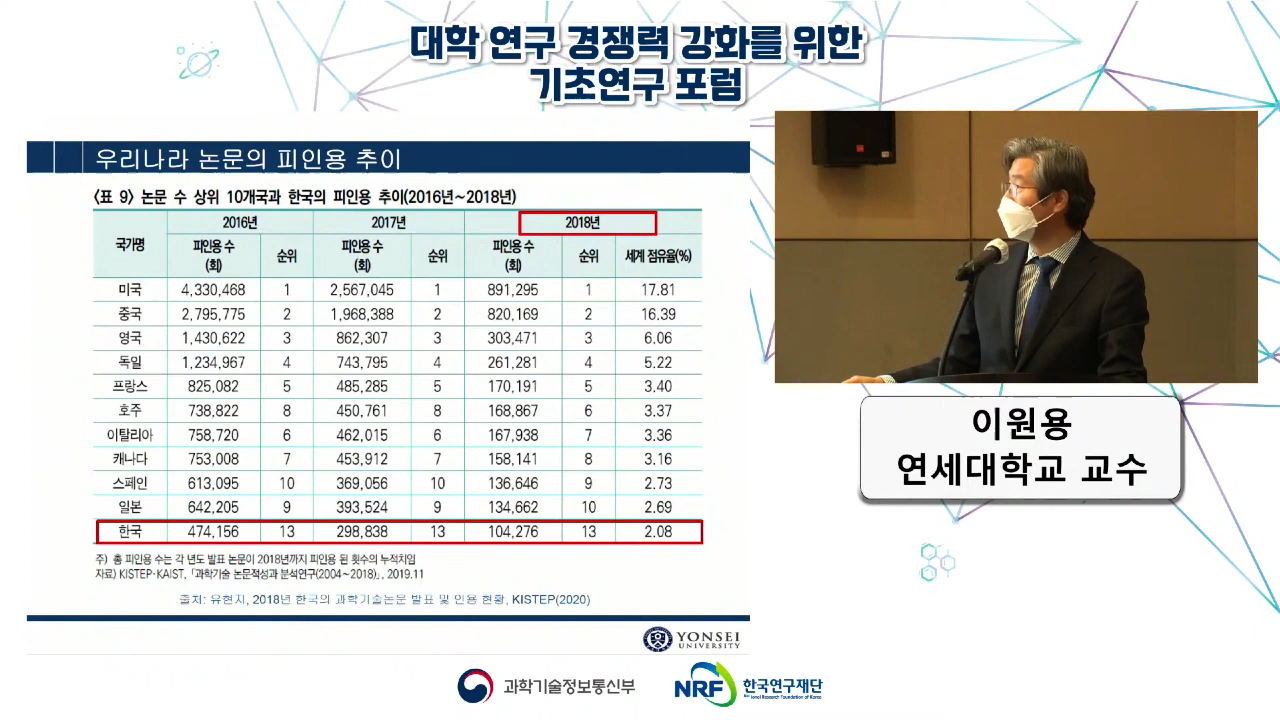 대학 연구 경쟁력 강화를 위한
기초연구 포럼
우리나라 논문의 피인용 추이
<표 9> 논문 수 상위 10개국과 한국의 피인용 추이(2016년~2018년)
국가명 2016년 2017년 2018년
피인용 수 (회) 순위 피인용 수 (회) 순위 피인용 수 (회) 순위 세계 점유율(%)
미국 4,330,468 1 2,567,045 1 891,295 1 17.81
중국 2,795,775 2 1,968,388 2 820,169 2 16.39
영국 1,430,622 3 862,307 3 303,471 3 6.06
독일 1,234,967 4 743,795 4 261,281 4 5.22
프랑스 825,082 5 485,285 5 170,191 5 3.40
호주 738,822 8 450,761 8 168,867 6 3.37
이탈리아 758,720 6 462,015 6 167,938 7 3.36
캐나다 753,008 7 453,912 7 158,141 8 3.16
스페인 613,095 10 369,056 10 136,646 9 2.73
일본 642,205 9 393,524 9 134,662 10 2.69
한국 474,156 13 298,838 13 104,276 13 2.08
주) 총 피인용 수는 각 년도 발표 논문이 2018년까지 피인용 된 횟수의 누적치임
자료) KISTEP·KAIST, 「과학기술 논문적성과 분석연구(2004~2018)」, 2019.11
출처: 유현지, 2018년 한국의 과학기술논문 발표 및 인용 현황, KISTEP(2020)
YONSEI
UNIVERSITY
이원용
연세대학교 교수
과학기술정보통신부
NRF 한국연구재단
National Research Foundation of Korea